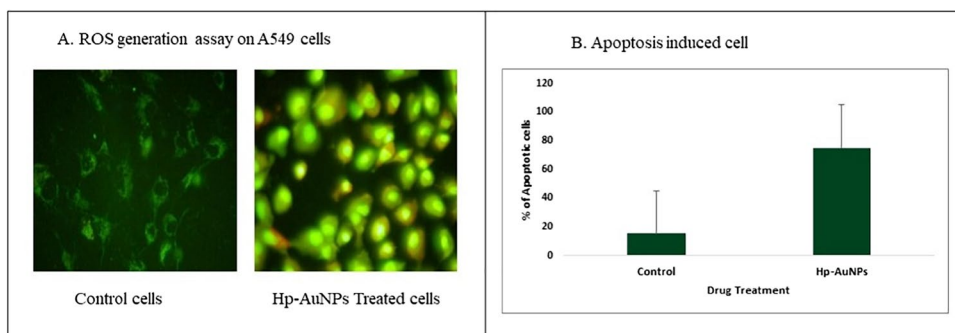 A. ROS generation assay on A549 cells
Control cells
Hp-AuNPs Treated cells
B. Apoptosis induced cell
120
100
80
60
40
20
0
% of Apoptotic cells
Control
Hp-AuNPs
Drug Treatment